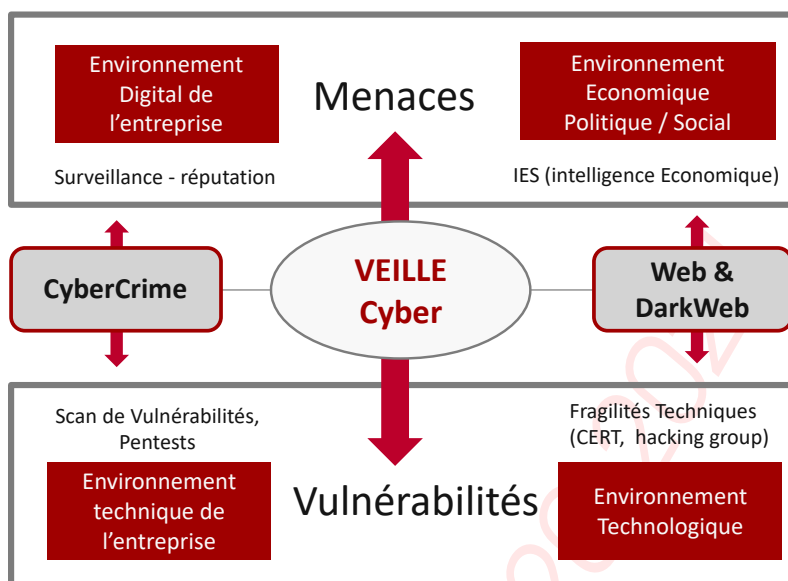 Environnement
Digital de
l'entreprise
Menaces
Environnement
Economique
Politique / Social
Surveillance - réputation
IES (intelligence Economique)
CyberCrime
VEILLE
Cyber
Web &
DarkWeb
Scan de Vulnérabilités,
Pentests
Fragilités Techniques
(CERT, hacking group)
Environnement
technique de
l'entreprise
Vulnérabilités
Environnement
Technologique